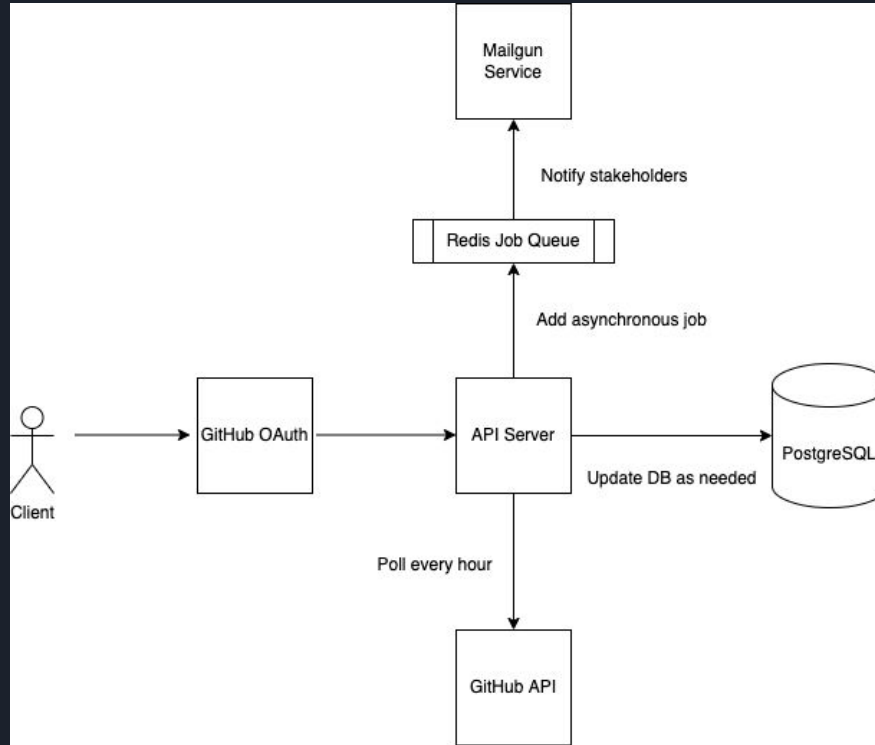 Mailgun
Service
Notify stakeholders
Redis Job Queue
Add asynchronous job
GitHub OAuth
API Server
PostgreSQL
Update DB as needed
Client
Poll every hour
GitHub API